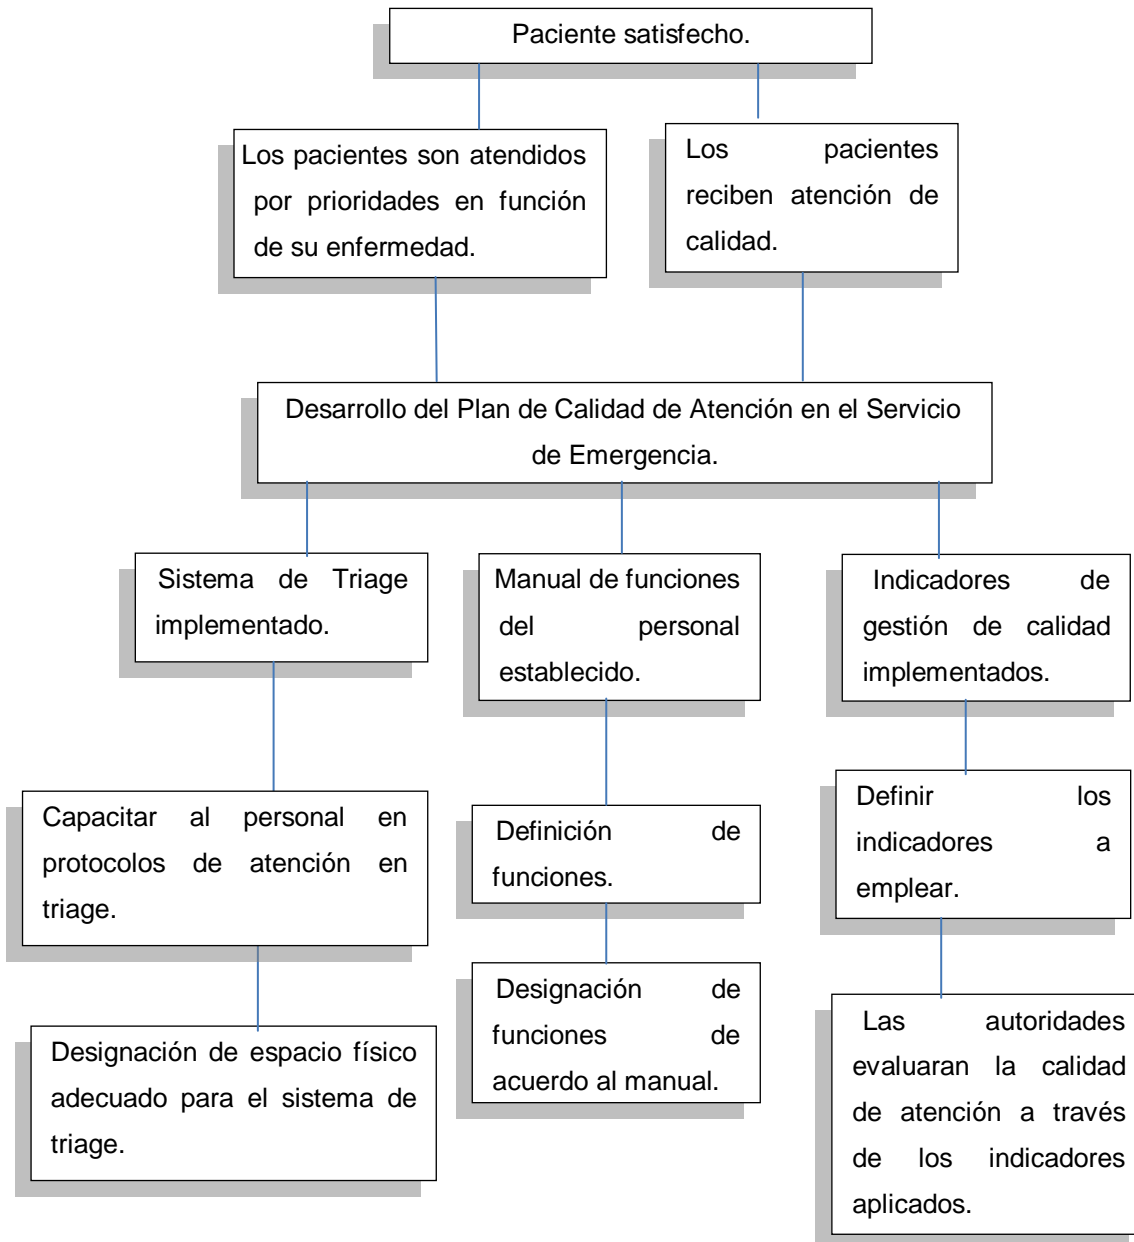 Paciente satisfecho.
Los pacientes son atendidos
por prioridades en función
de su enfermedad.
Los pacientes
reciben atención de
calidad.
Desarrollo del Plan de Calidad de Atención en el Servicio
de Emergencia.
Sistema de Triage
implementado.
Manual de funciones
del personal
establecido.
Indicadores de
gestión de calidad
implementados.
Capacitar al personal en
protocolos de atención en
triage.
Definición de
funciones.
Definir los
indicadores a
emplear.
Designación de espacio físico
adecuado para el sistema de
triage.
Designación de
funciones de
acuerdo al manual.
Las autoridades
evaluaran la calidad
de atención a través
de los indicadores
aplicados.